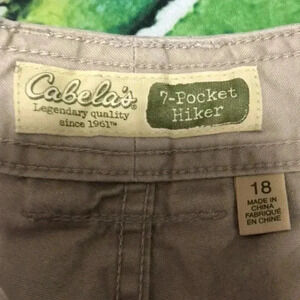 Cabela's
Legendary quality
since 1961™
7-Pocket
Hiker
18
MADE IN
CHINA
FABRIQUÉ
EN CHINE